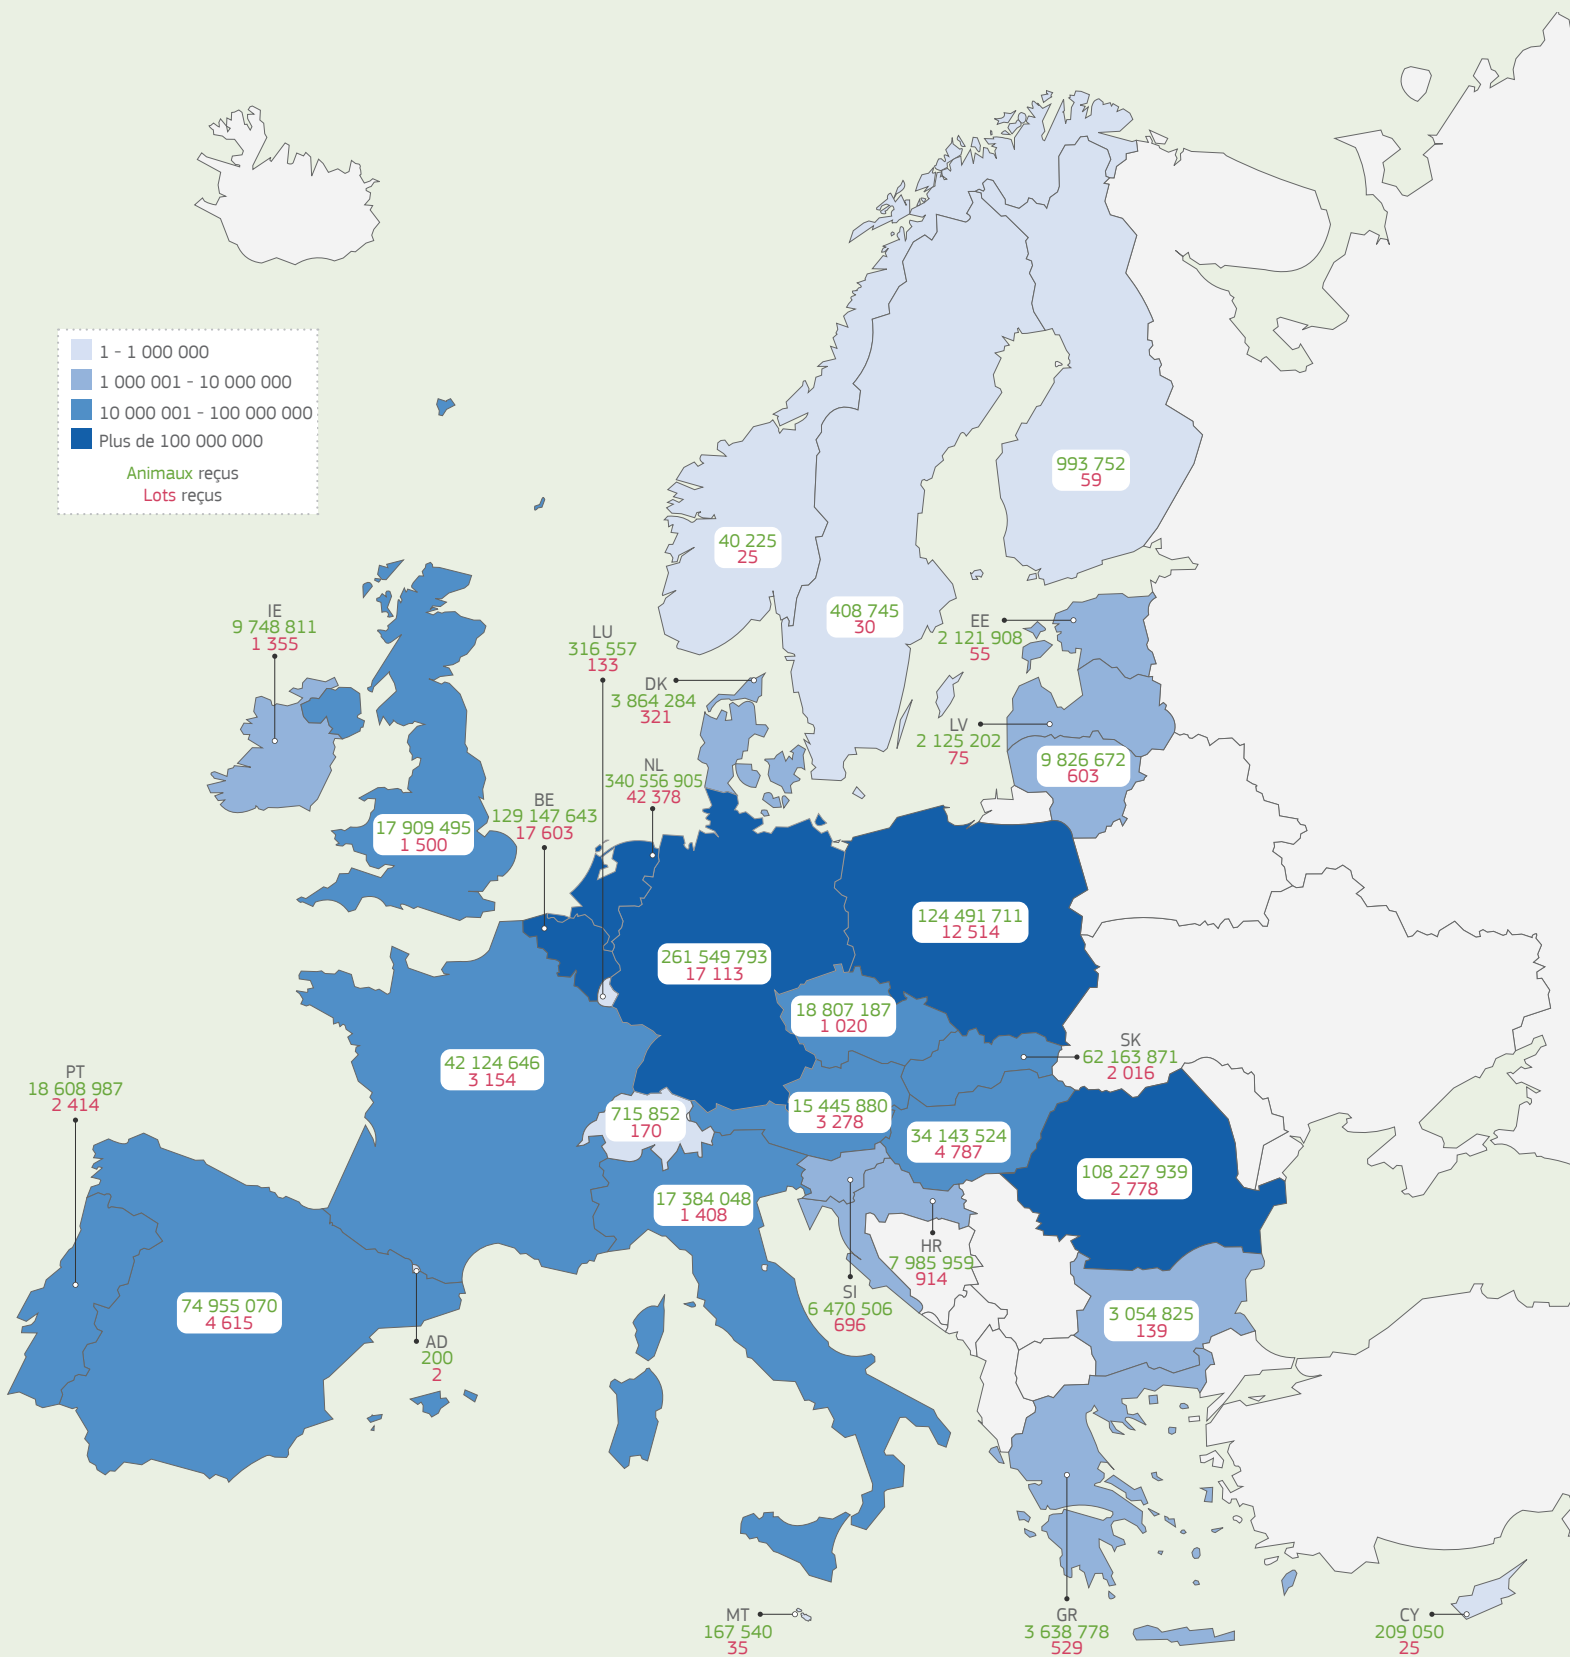 1 - 1 000 000
1 000 001 - 10 000 000
10 000 001 - 100 000 000
Plus de 100 000 000
Animaux reçus
Lots reçus
993 752
59
40 225
25
408 745
30
IE
9 748 811
1 355
LU
316 557
133
EE
2 121 908
55
DK
3 864 284
321
LV
2 125 202
75
9 826 672
603
NL
340 556 905
42 378
BE
129 147 643
17 603
17 909 495
1 500
124 491 711
12 514
261 549 793
17 113
18 807 187
1 020
SK
62 163 871
2 016
42 124 646
3 154
PT
18 608 987
2 414
715 852
170
15 445 880
3 278
34 143 524
4 787
108 227 939
2 778
17 384 048
1 408
HR
7 985 959
914
SI
6 470 506
696
74 955 070
4 615
3 054 825
139
AD
200
2
MT
167 540
35
GR
3 638 778
529
CY
209 050
25